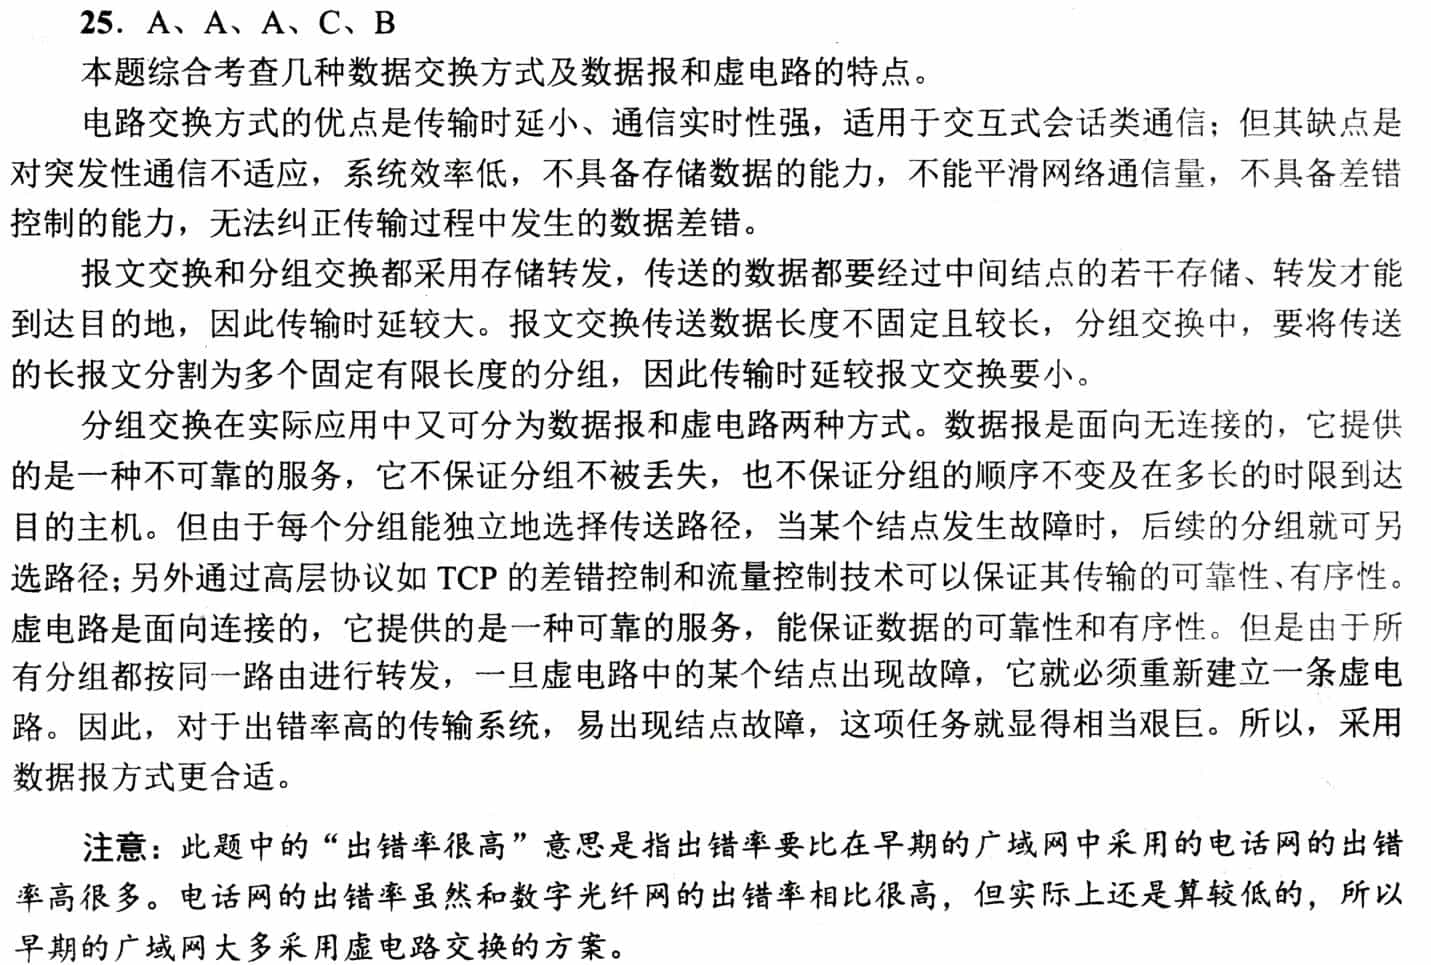 25．A、A、A、C、B
本题综合考查几种数据交换方式及数据报和虚电路的特点。
电路交换方式的优点是传输时延小、通信实时性强，适用于交互式会话类通信；但其缺点是
对突发性通信不适应，系统效率低，不具备存储数据的能力，不能平滑网络通信量，不具备差错
控制的能力，无法纠正传输过程中发生的数据差错。
报文交换和分组交换都采用存储转发，传送的数据都要经过中间结点的若干存储、转发才能
到达目的地，因此传输时延较大。报文交换传送数据长度不固定且较长，分组交换中，要将传送
的长报文分割为多个固定有限长度的分组，因此传输时延较报文交换要小。
分组交换在实际应用中又可分为数据报和虚电路两种方式。数据报是面向无连接的，它提供
的是一种不可靠的服务，它不保证分组不被丢失，也不保证分组的顺序不变及在多长的时限到达
目的主机。但由于每个分组能独立地选择传送路径，当某个结点发生故障时，后续的分组就可另
选路径；另外通过高层协议如 TCP 的差错控制和流量控制技术可以保证其传输的可靠性、有序性。
虚电路是面向连接的，它提供的是一种可靠的服务，能保证数据的可靠性和有序性。但是由于所
有分组都按同一路由进行转发，一旦虚电路中的某个结点出现故障，它就必须重新建立一条虚电
路。因此，对于出错率高的传输系统，易出现结点故障，这项任务就显得相当艰巨。所以，采用
数据报方式更合适。
注意：此题中的“出错率很高”意思是指出错率要比在早期的广域网中采用的电话网的出错
率高很多。电话网的出错率虽然和数字光纤网的出错率相比很高，但实际上还是算较低的，所以
早期的广域网大多采用虚电路交换的方案。